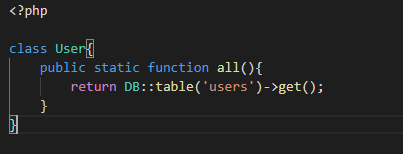 <?php
class User{
    public static function all(){
        return DB::table('users')->get();
    }
}